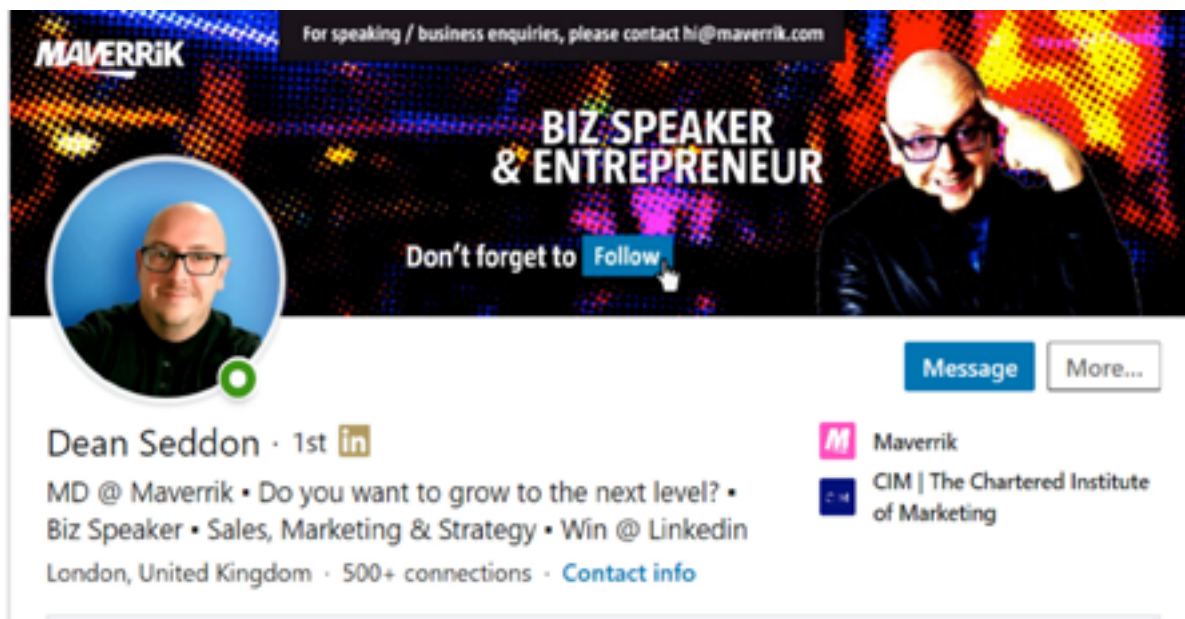 For speaking / business enquiries, please contact hi@maverrik.com
MAVERRiK
BIZ SPEAKER
& ENTREPRENEUR
Don't forget to Follow
Message
More...
Dean Seddon · 1st in
MD @ Maverrik ▪ Do you want to grow to the next level? ▪
Biz Speaker ▪ Sales, Marketing & Strategy ▪ Win @ Linkedin
London, United Kingdom · 500+ connections · Contact info
M Maverrik
CIM CIM | The Chartered Institute
of Marketing